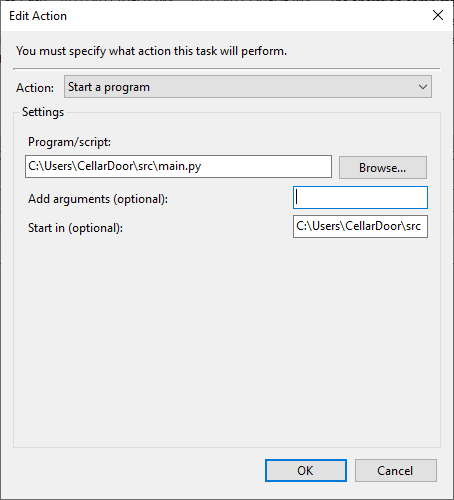 Edit Action
You must specify what action this task will perform.
Action: Start a program
Settings
Program/script:
C:\Users\CellarDoor\src\main.py Browse...
Add arguments (optional):
Start in (optional): C:\Users\CellarDoor\src
OK Cancel